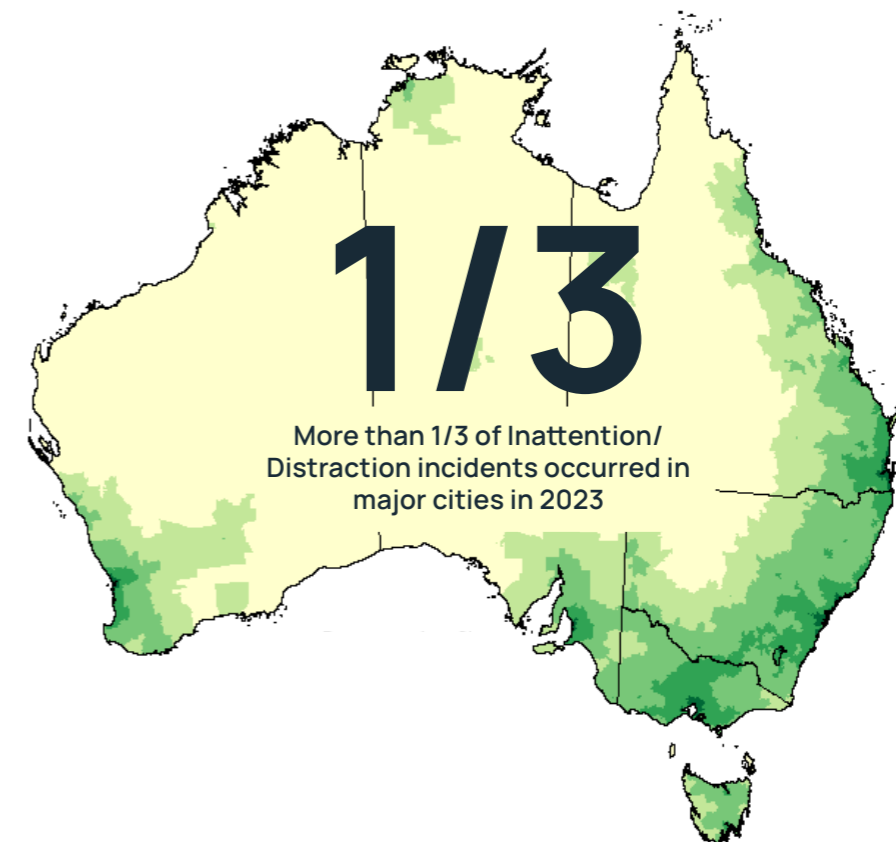 1/3
More than 1/3 of Inattention/
Distraction incidents occurred in
major cities in 2023